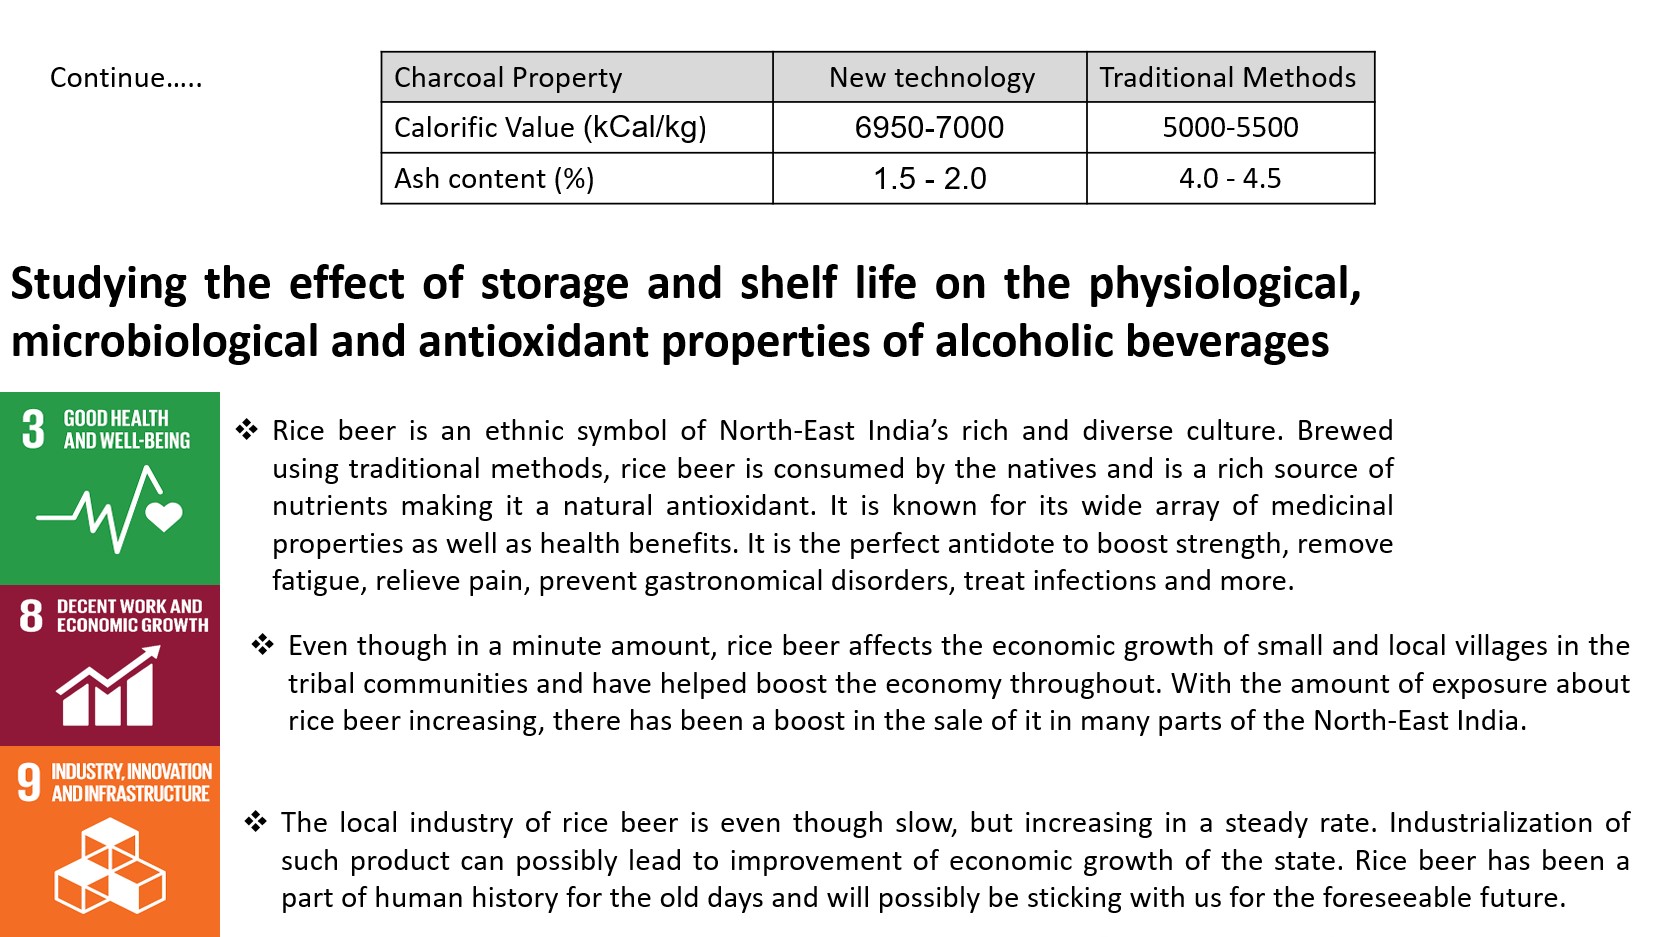 Continue…..
Charcoal Property New technology Traditional Methods
Calorific Value (kCal/kg) 6950-7000 5000-5500
Ash content (%) 1.5 - 2.0 4.0 - 4.5
Studying the effect of storage and shelf life on the physiological,
microbiological and antioxidant properties of alcoholic beverages
3 GOOD HEALTH
AND WELL-BEING
❖ Rice beer is an ethnic symbol of North-East India’s rich and diverse culture. Brewed
using traditional methods, rice beer is consumed by the natives and is a rich source of
nutrients making it a natural antioxidant. It is known for its wide array of medicinal
properties as well as health benefits. It is the perfect antidote to boost strength, remove
fatigue, relieve pain, prevent gastronomical disorders, treat infections and more.
8 DECENT WORK AND
ECONOMIC GROWTH
❖ Even though in a minute amount, rice beer affects the economic growth of small and local villages in the
tribal communities and have helped boost the economy throughout. With the amount of exposure about
rice beer increasing, there has been a boost in the sale of it in many parts of the North-East India.
9 INDUSTRY, INNOVATION
AND INFRASTRUCTURE
❖ The local industry of rice beer is even though slow, but increasing in a steady rate. Industrialization of
such product can possibly lead to improvement of economic growth of the state. Rice beer has been a
part of human history for the old days and will possibly be sticking with us for the foreseeable future.